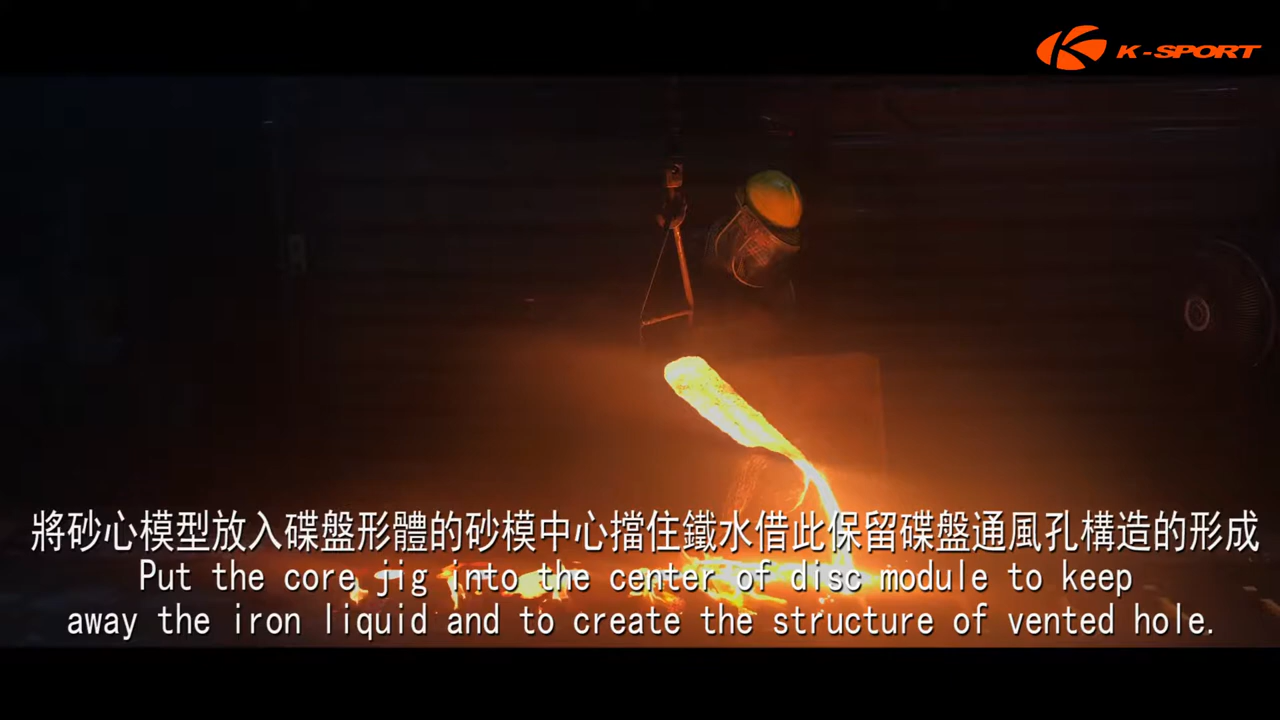 K-SPORT
將砂心模型放入碟盤形體的砂模中心擋住鐵水借此保留碟盤通風孔構造的形成
Put the core jig into the center of disc module to keep
away the iron liquid and to create the structure of vented hole.